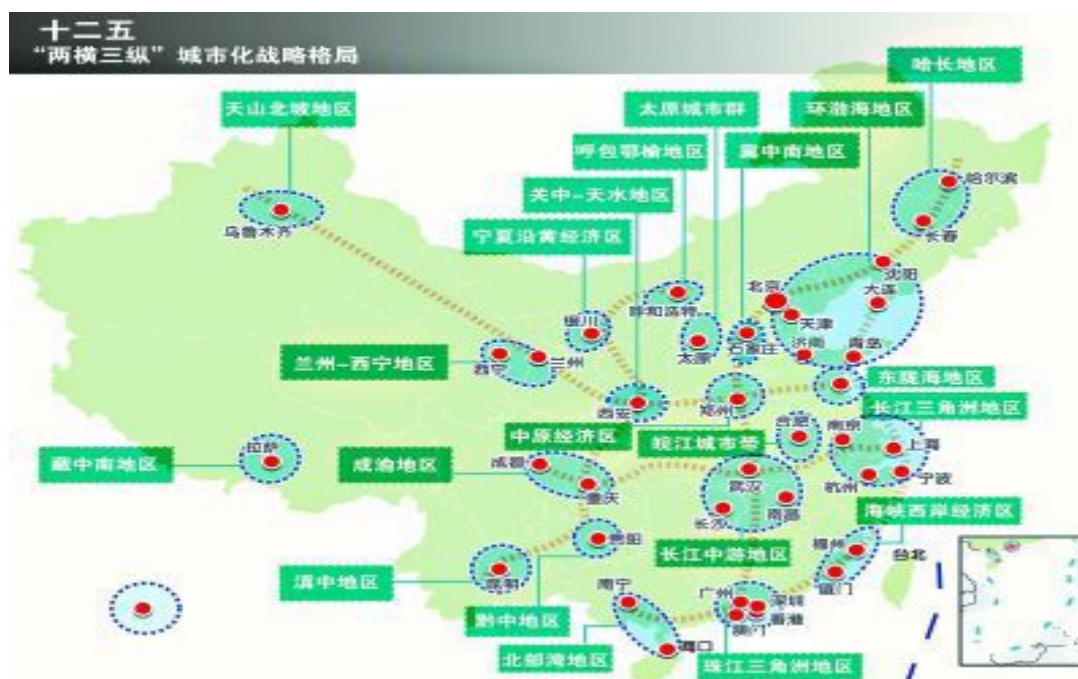 十二五
“两横三纵”城市化战略格局
哈长地区
天山北坡地区
太原城市群
环渤海地区
呼包鄂榆地区
冀中南地区
关中-天水地区
宁夏沿黄经济区
哈尔滨
长春
乌鲁木齐
沈阳
北京
大连
呼和浩特
天津
银川
石家庄
太原
济南
青岛
兰州-西宁地区
西宁
兰州
东陇海地区
西安
郑州
长江三角洲地区
中原经济区
皖江城市带
合肥
南京
上海
拉萨
藏中南地区
成渝地区
成都
武汉
杭州
宁波
重庆
南昌
长沙
海峡西岸经济区
贵阳
长江中游地区
福州
台北
滇中地区
昆明
厦门
南宁
广州
深圳
黔中地区
香港
澳门
海口
北部湾地区
珠江三角洲地区